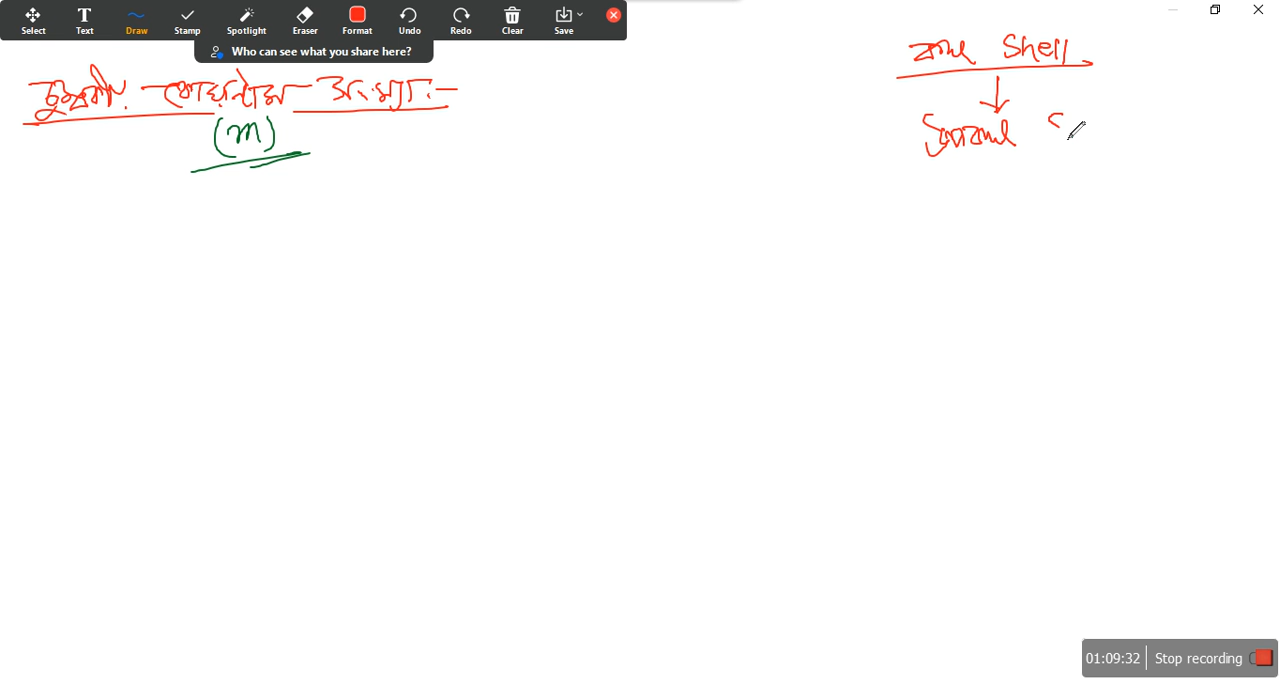 Select Text Draw Stamp Spotlight Eraser Format Undo Redo Clear Save
Who can see what you share here?
চুম্বকীয় কোয়ান্টাম সংখ্যা:-
(m)
Shell
01:09:32 Stop recording